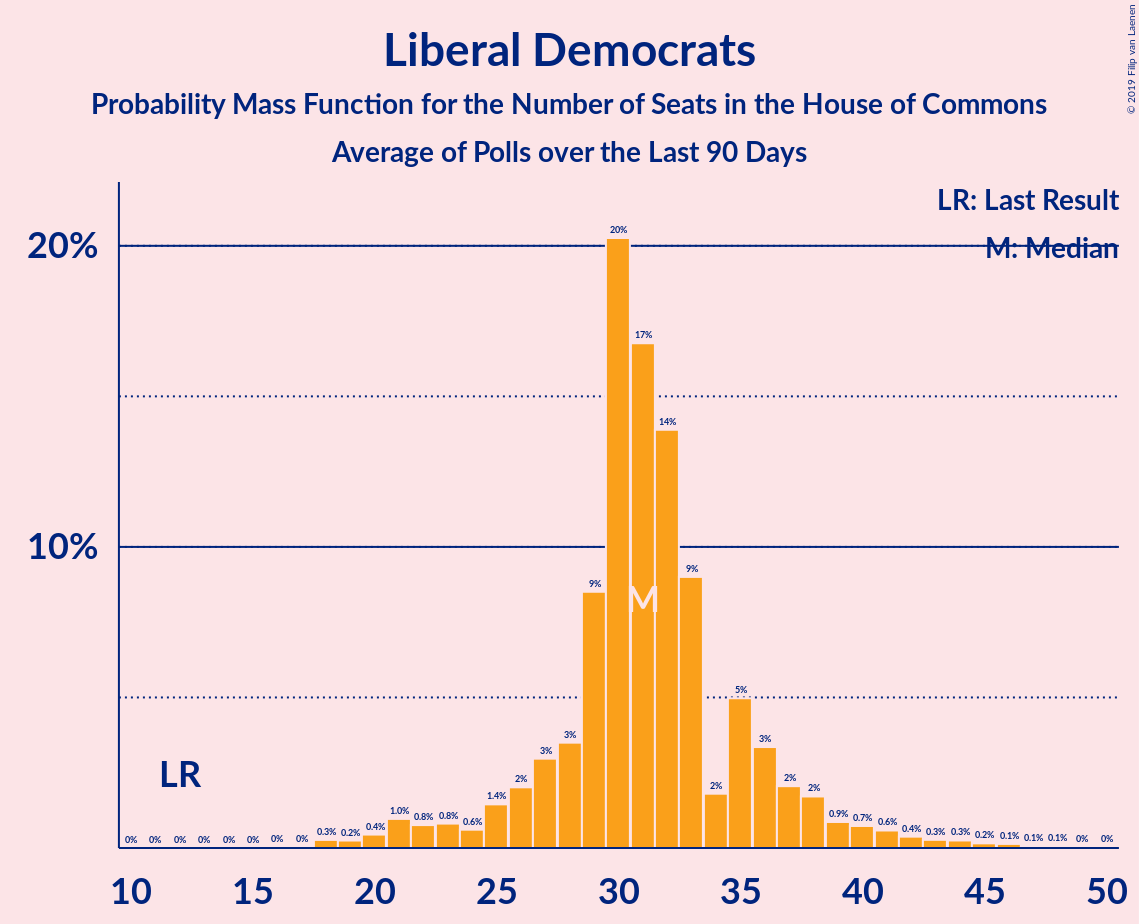 Liberal Democrats
Probability Mass Function for the Number of Seats in the House of Commons
Average of Polls over the Last 90 Days
© 2019 Filip van Laenen
LR: Last Result
M: Median
20%
10%
LR
M
0% 0% 0% 0% 0% 0% 0% 0% 0.3% 0.2% 0.4% 1.0% 0.8% 0.8% 0.6% 1.4% 2% 3% 3% 9% 20% 17% 14% 9% 2% 5% 3% 2% 2% 0.9% 0.7% 0.6% 0.4% 0.3% 0.3% 0.2% 0.1% 0.1% 0.1% 0% 0%
10 15 20 25 30 35 40 45 50